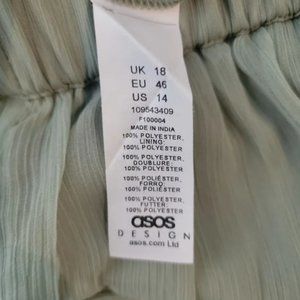 UK 18
EU 46
US 14
109543409
F100004
MADE IN INDIA
100% POLYESTER.
LINING:
100% POLYESTER
100% POLYESTER.
DOUBLURE:
100% POLYESTER
100% POLIÉSTER.
FORRO:
100% POLIÉSTER
100% POLYESTER.
FUTTER:
100% POLYESTER
asos
DESIGN
asos.com Ltd